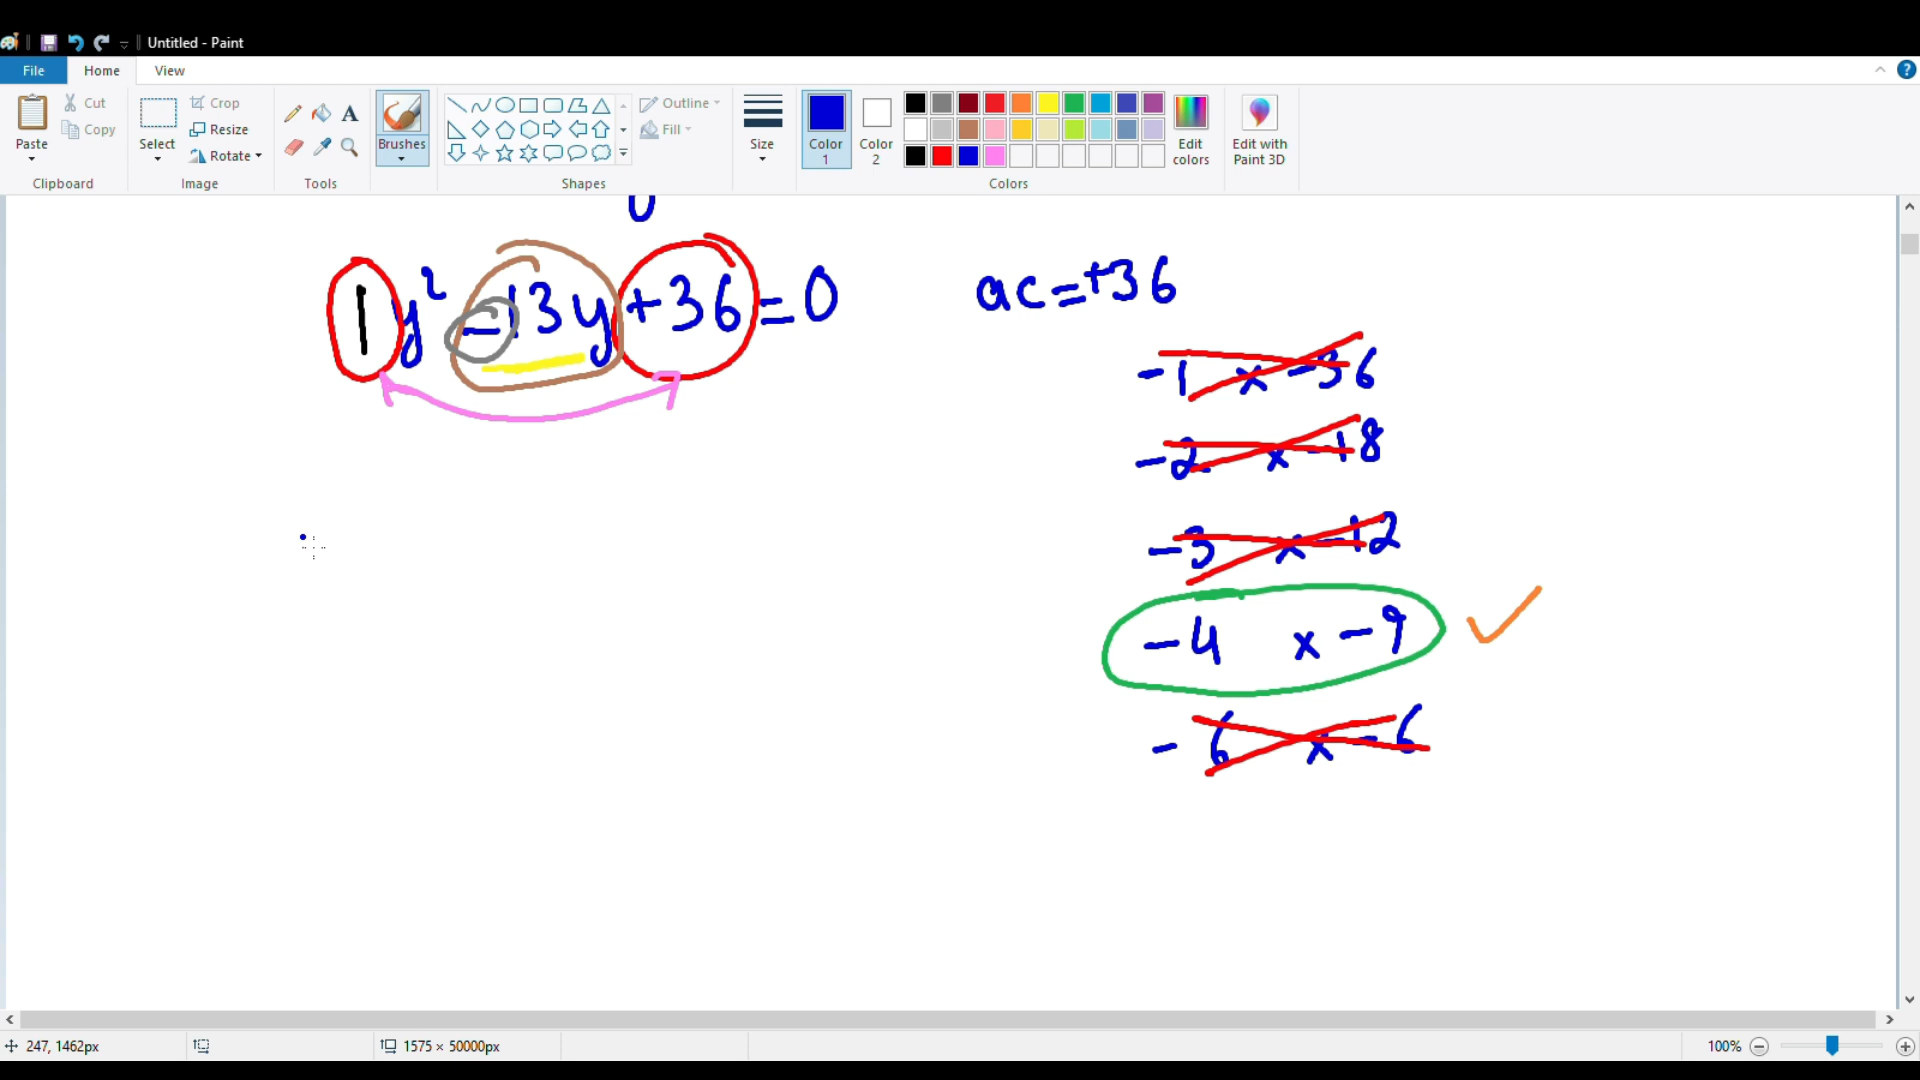 Untitled - Paint
File Home View
Paste Cut Copy Select Crop Resize Rotate Brushes Outline Fill Size Color 1 Color 2 Edit colors Edit with Paint 3D
Clipboard Image Tools Shapes Colors
1y² -13y +36 = 0
ac = +36
-1 x -36
-2 x -18
-3 x -12
-4 x -9
-6 x -6
247, 1462px 1575 × 50000px 100%